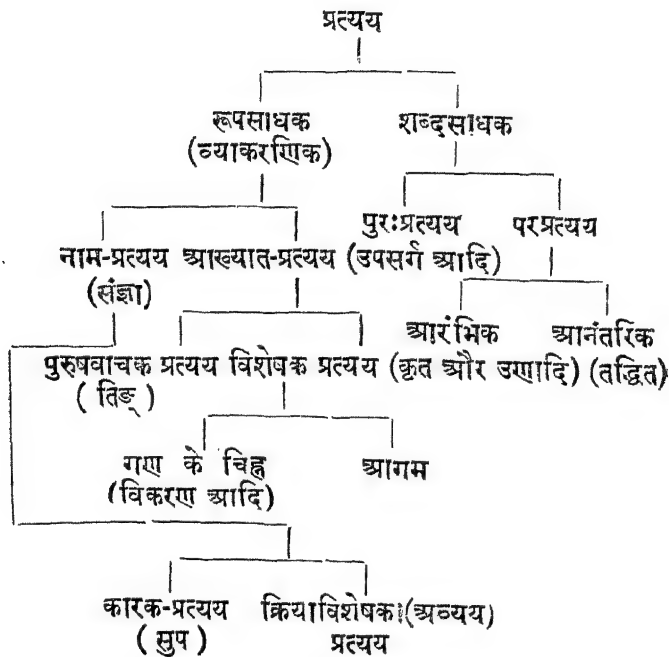 प्रत्यय
रूपसाधक शब्दसाधक
(व्याकरणिक)
पुरःप्रत्यय परप्रत्यय
नाम-प्रत्यय आख्यात-प्रत्यय (उपसर्ग आदि)
(संज्ञा)
आरंभिक आनंतरिक
पुरुषवाचक प्रत्यय विशेषक प्रत्यय (कृत और उणादि) (तद्धित)
(तिङ्)
गण के चिह्न आगम
(विकरण आदि)
कारक-प्रत्यय क्रियाविशेषक(अव्यय)
(सुप) प्रत्यय